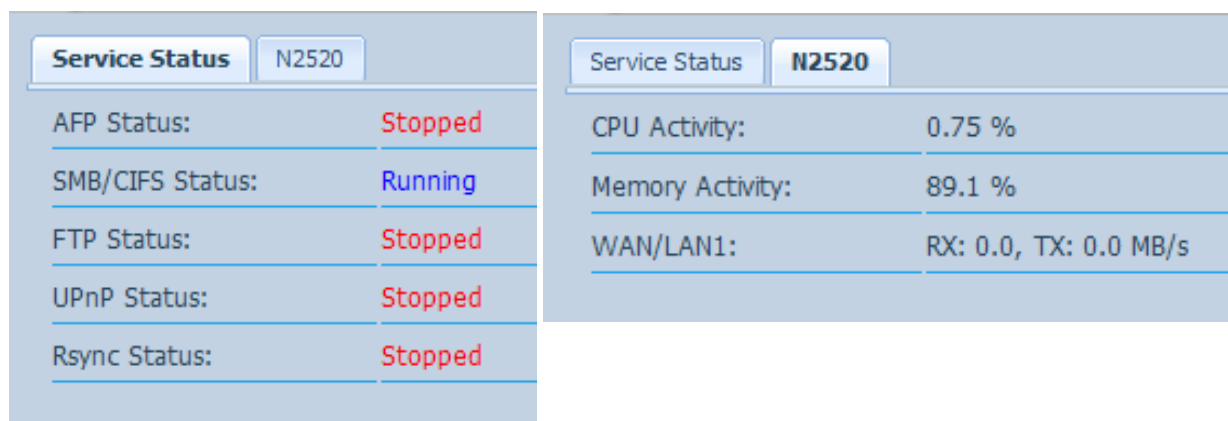 Service Status N2520
AFP Status: Stopped
SMB/CIFS Status: Running
FTP Status: Stopped
UPnP Status: Stopped
Rsync Status: Stopped
Service Status N2520
CPU Activity: 0.75 %
Memory Activity: 89.1 %
WAN/LAN1: RX: 0.0, TX: 0.0 MB/s